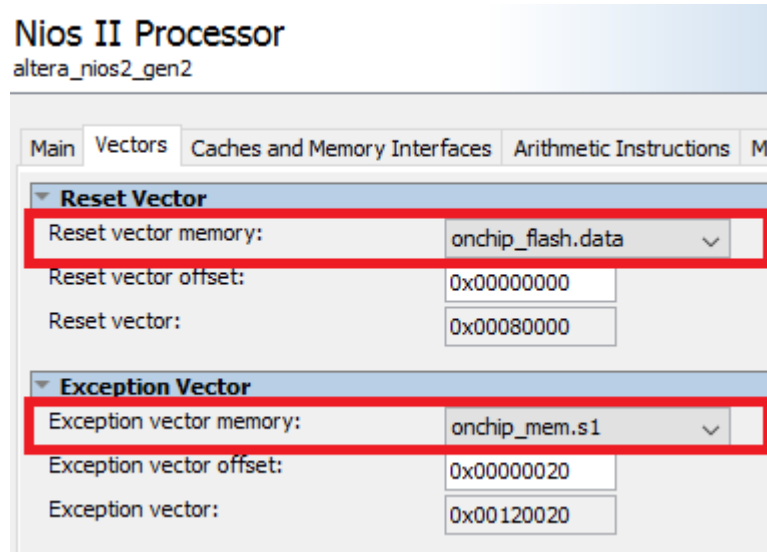 Nios II Processor
altera_nios2_gen2
Main Vectors Caches and Memory Interfaces Arithmetic Instructions M
Reset Vector
Reset vector memory: onchip_flash.data
Reset vector offset: 0x00000000
Reset vector: 0x00080000
Exception Vector
Exception vector memory: onchip_mem.s1
Exception vector offset: 0x00000020
Exception vector: 0x00120020